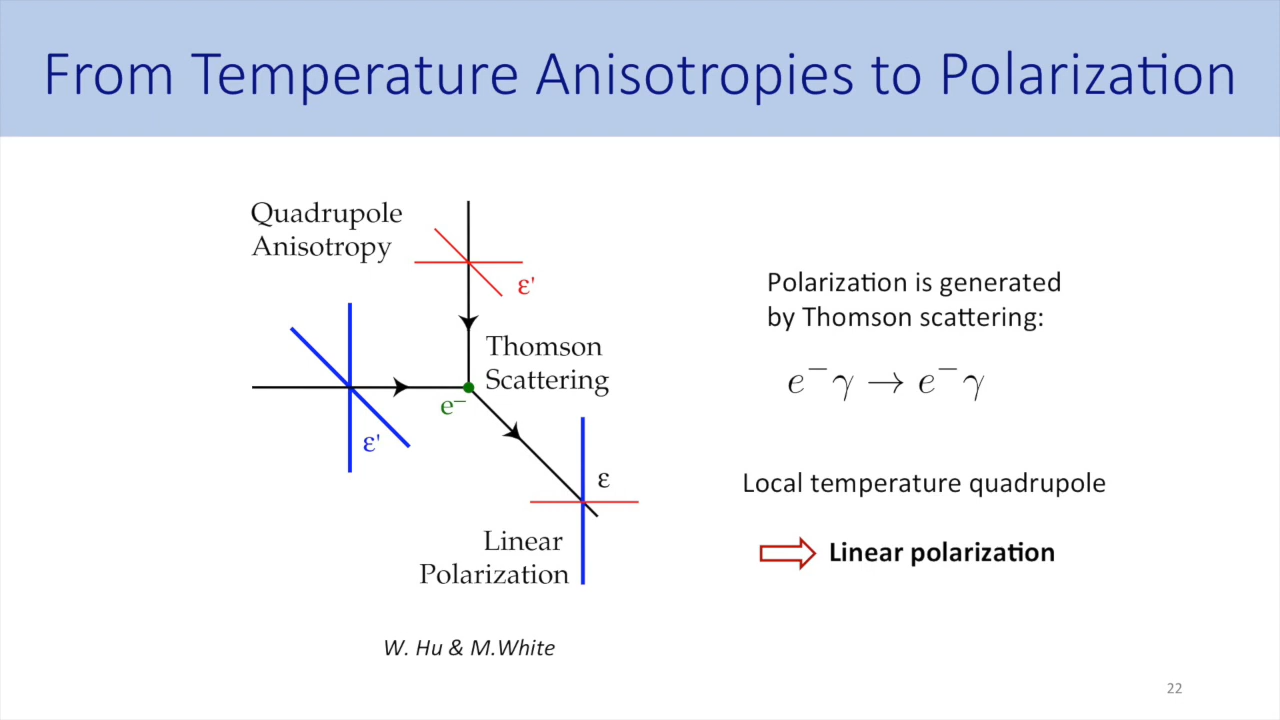 From Temperature Anisotropies to Polarization
Quadrupole
Anisotropy
ε'
Thomson
Scattering
e⁻
ε'
ε
Linear
Polarization
W. Hu & M.White
Polarization is generated
by Thomson scattering:
e⁻γ → e⁻γ
Local temperature quadrupole
Linear polarization
22